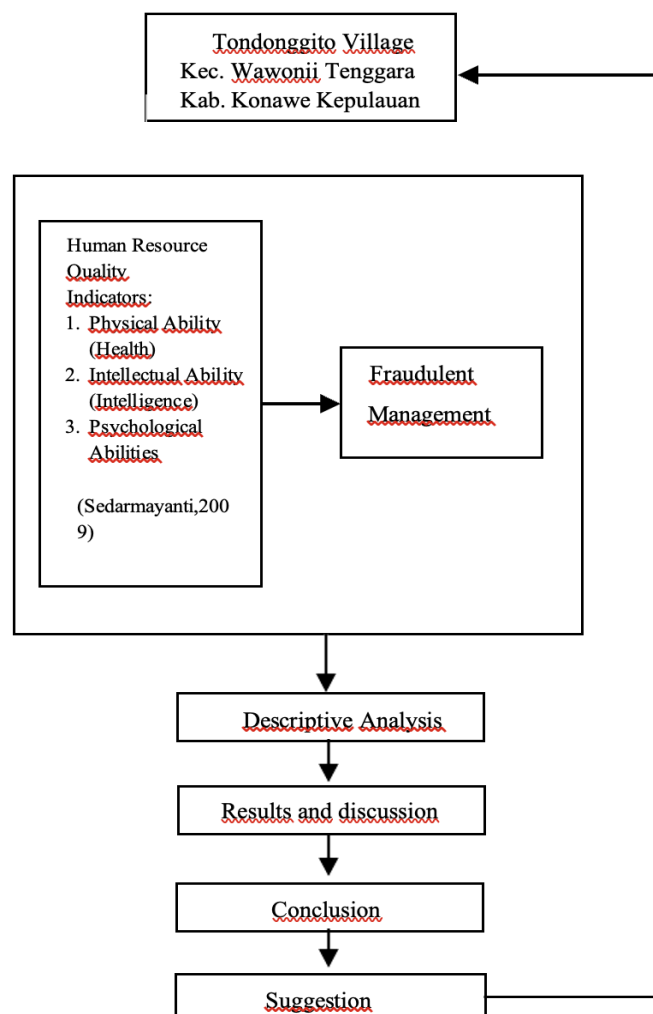 Tondonggito Village
Kec. Wawonii Tenggara
Kab. Konawe Kepulauan
Human Resource
Quality
Indicators:
1. Physical Ability
(Health)
2. Intellectual Ability
(Intelligence)
3. Psychological
Abilities
(Sedarmayanti,200
9)
Fraudulent
Management
Descriptive Analysis
Results and discussion
Conclusion
Suggestion